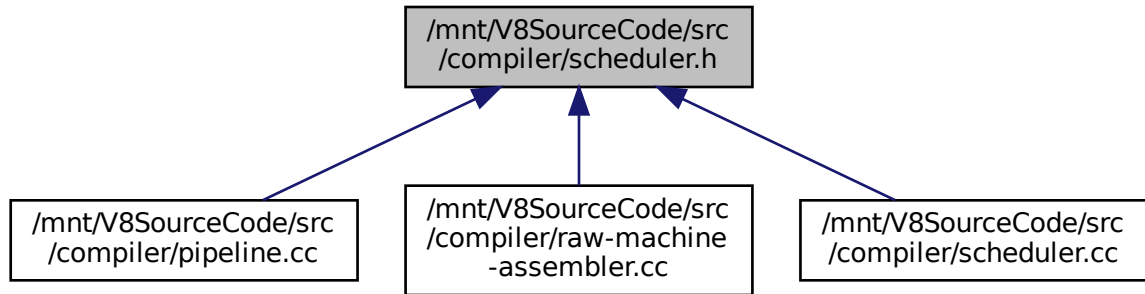 /mnt/V8SourceCode/src
/compiler/scheduler.h
/mnt/V8SourceCode/src
/compiler/pipeline.cc
/mnt/V8SourceCode/src
/compiler/raw-machine
-assembler.cc
/mnt/V8SourceCode/src
/compiler/scheduler.cc